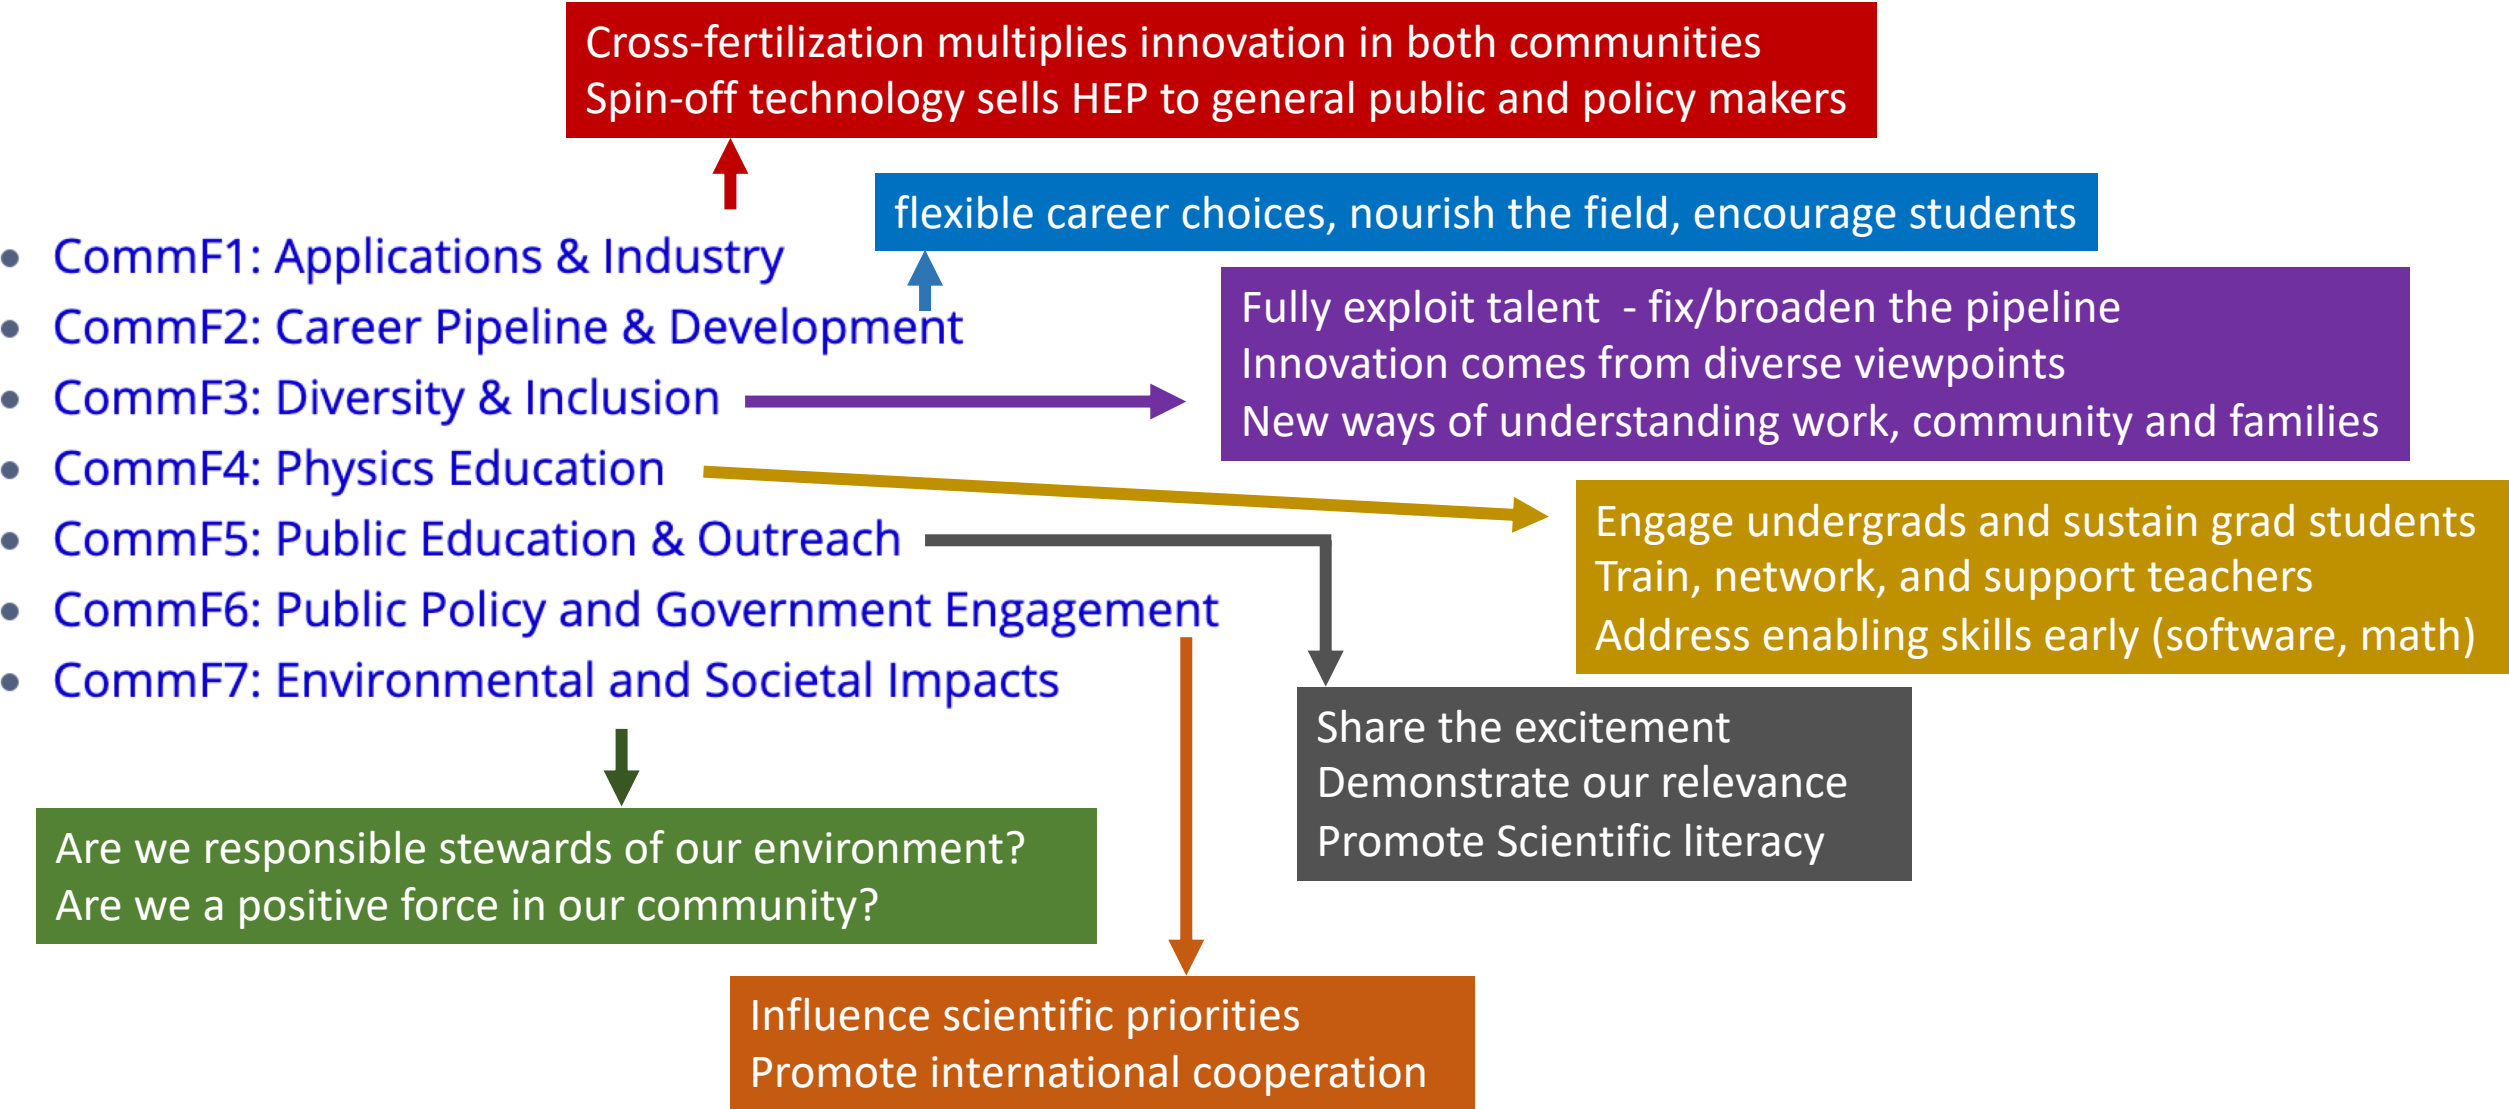 Cross-fertilization multiplies innovation in both communities
Spin-off technology sells HEP to general public and policy makers
flexible career choices, nourish the field, encourage students
• CommF1: Applications & Industry
• CommF2: Career Pipeline & Development
• CommF3: Diversity & Inclusion
• CommF4: Physics Education
• CommF5: Public Education & Outreach
• CommF6: Public Policy and Government Engagement
• CommF7: Environmental and Societal Impacts
Fully exploit talent  - fix/broaden the pipeline
Innovation comes from diverse viewpoints
New ways of understanding work, community and families
Engage undergrads and sustain grad students
Train, network, and support teachers
Address enabling skills early (software, math)
Share the excitement
Demonstrate our relevance
Promote Scientific literacy
Are we responsible stewards of our environment?
Are we a positive force in our community?
Influence scientific priorities
Promote international cooperation